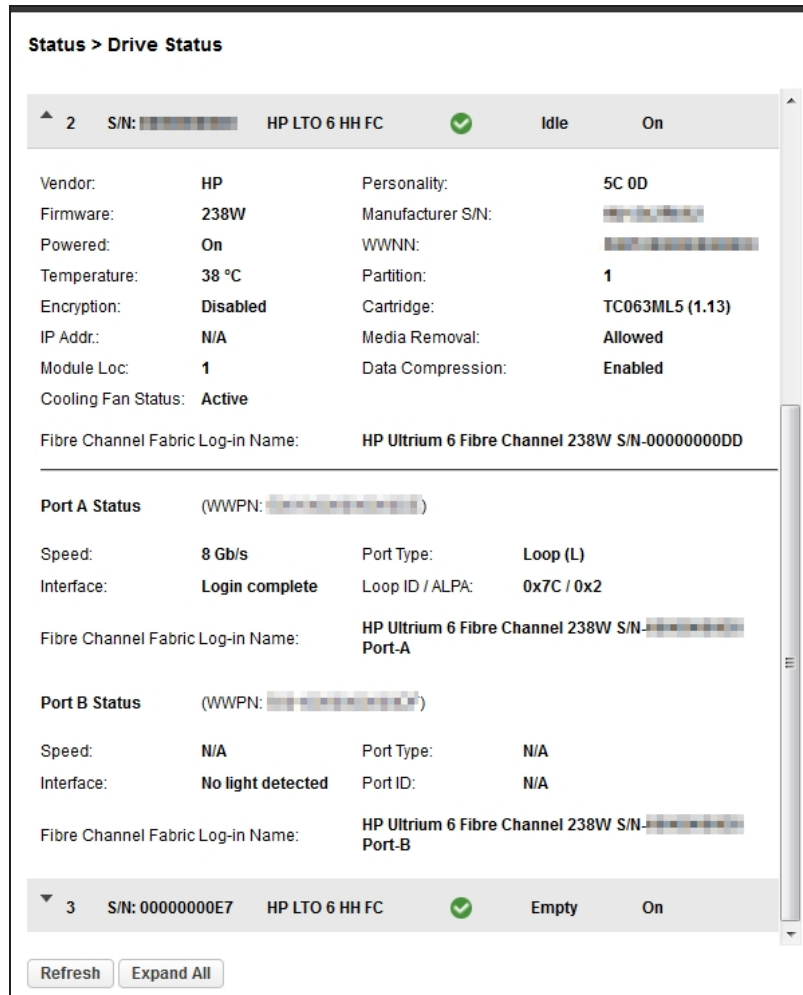 Status > Drive Status
2 S/N: HP LTO 6 HH FC Idle On
Vendor: HP Personality: 5C 0D
Firmware: 238W Manufacturer S/N:
Powered: On WWNN:
Temperature: 38 °C Partition: 1
Encryption: Disabled Cartridge: TC063ML5 (1.13)
IP Addr.: N/A Media Removal: Allowed
Module Loc: 1 Data Compression: Enabled
Cooling Fan Status: Active
Fibre Channel Fabric Log-in Name: HP Ultrium 6 Fibre Channel 238W S/N-00000000DD
Port A Status (WWPN: )
Speed: 8 Gb/s Port Type: Loop (L)
Interface: Login complete Loop ID / ALPA: 0x7C / 0x2
Fibre Channel Fabric Log-in Name: HP Ultrium 6 Fibre Channel 238W S/N-
Port-A
Port B Status (WWPN: )
Speed: N/A Port Type: N/A
Interface: No light detected Port ID: N/A
Fibre Channel Fabric Log-in Name: HP Ultrium 6 Fibre Channel 238W S/N-
Port-B
3 S/N: 00000000E7 HP LTO 6 HH FC Empty On
Refresh Expand All